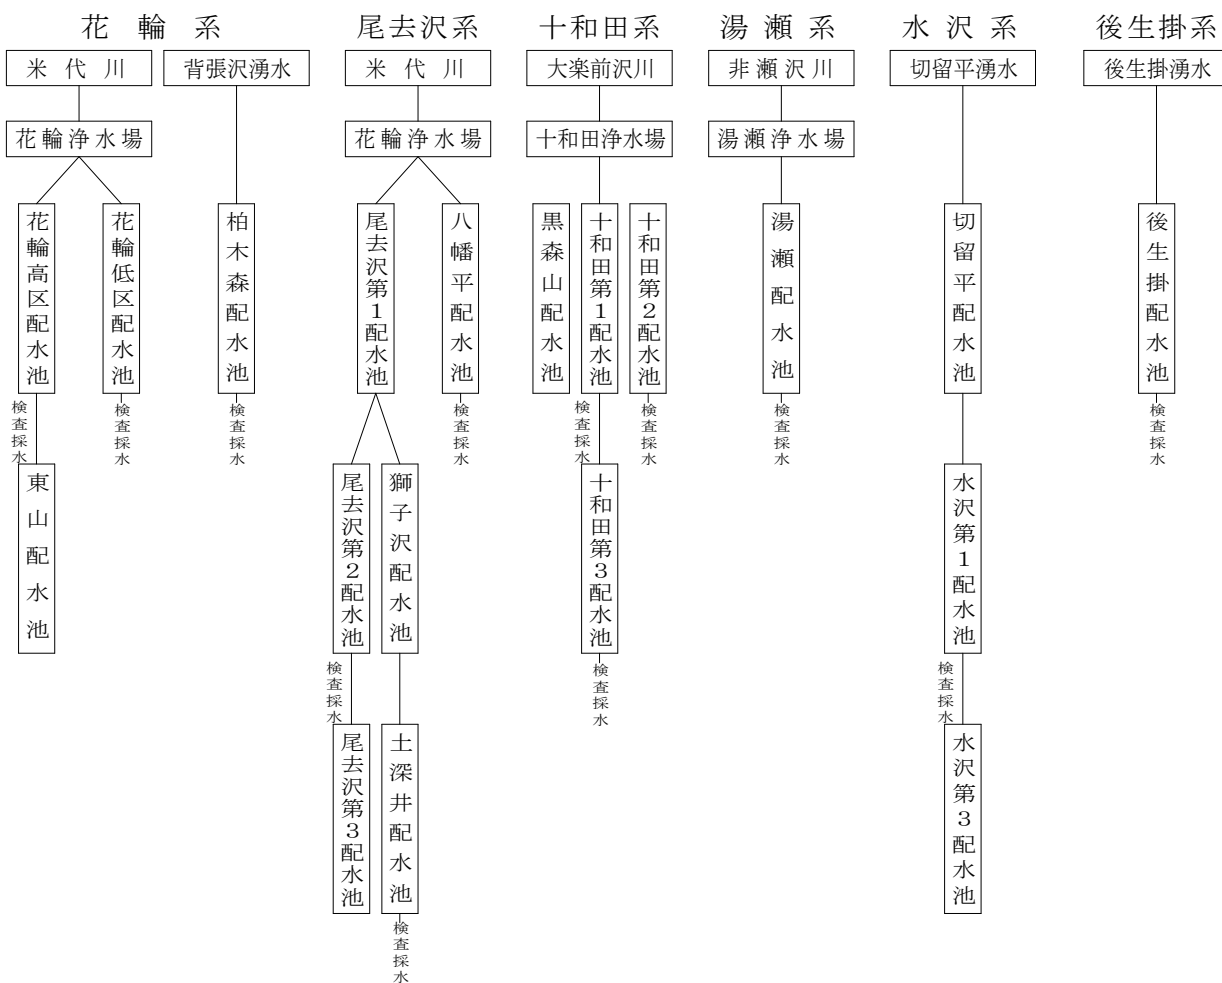 花輪系
米代川
背張沢湧水
花輪浄水場
花輪高区配水池
検査採水
東山配水池
花輪低区配水池
検査採水
柏木森配水池
検査採水
尾去沢系
米代川
花輪浄水場
尾去沢第1配水池
尾去沢第2配水池
検査採水
尾去沢第3配水池
獅子沢配水池
土深井配水池
検査採水
八幡平配水池
検査採水
十和田系
大楽前沢川
十和田浄水場
黒森山配水池
十和田第1配水池
検査採水
十和田第3配水池
検査採水
十和田第2配水池
検査採水
湯瀬系
非瀬沢川
湯瀬浄水場
湯瀬配水池
検査採水
水沢系
切留平湧水
切留平配水池
水沢第1配水池
検査採水
水沢第3配水池
後生掛系
後生掛湧水
後生掛配水池
検査採水